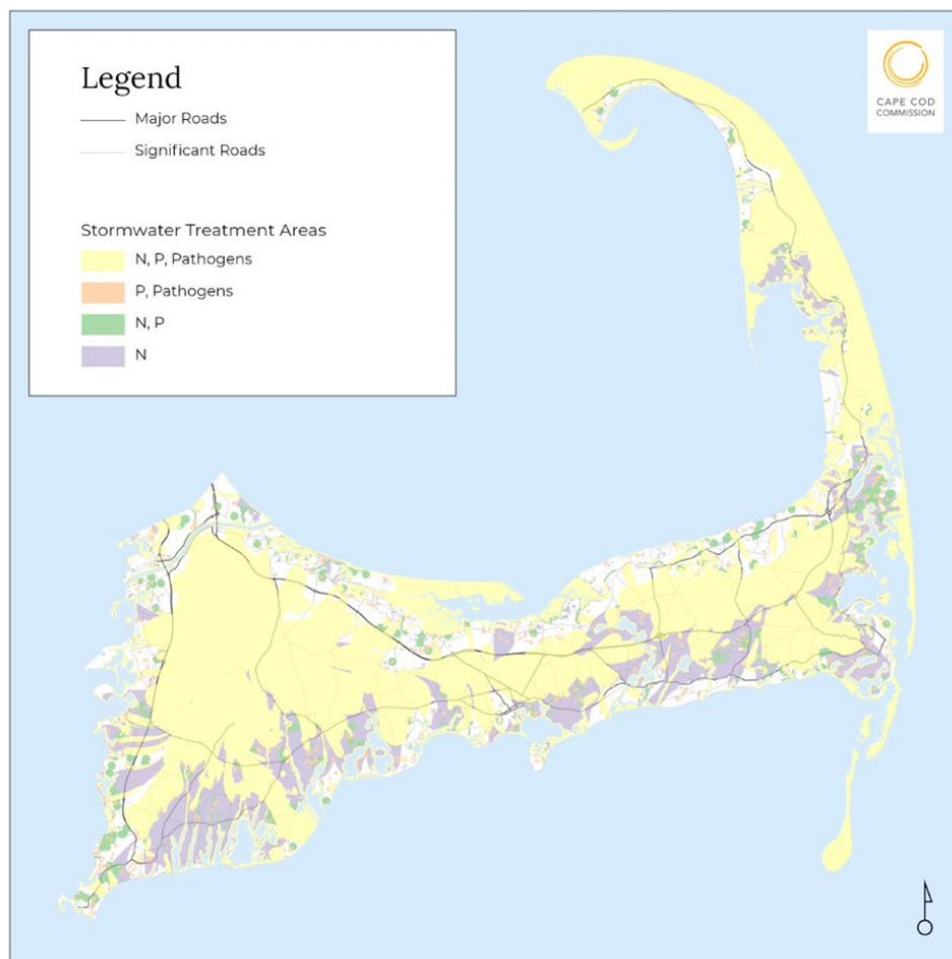 Legend
Major Roads
Significant Roads
Stormwater Treatment Areas
N, P, Pathogens
P, Pathogens
N, P
N
CAPE COD
COMMISSION